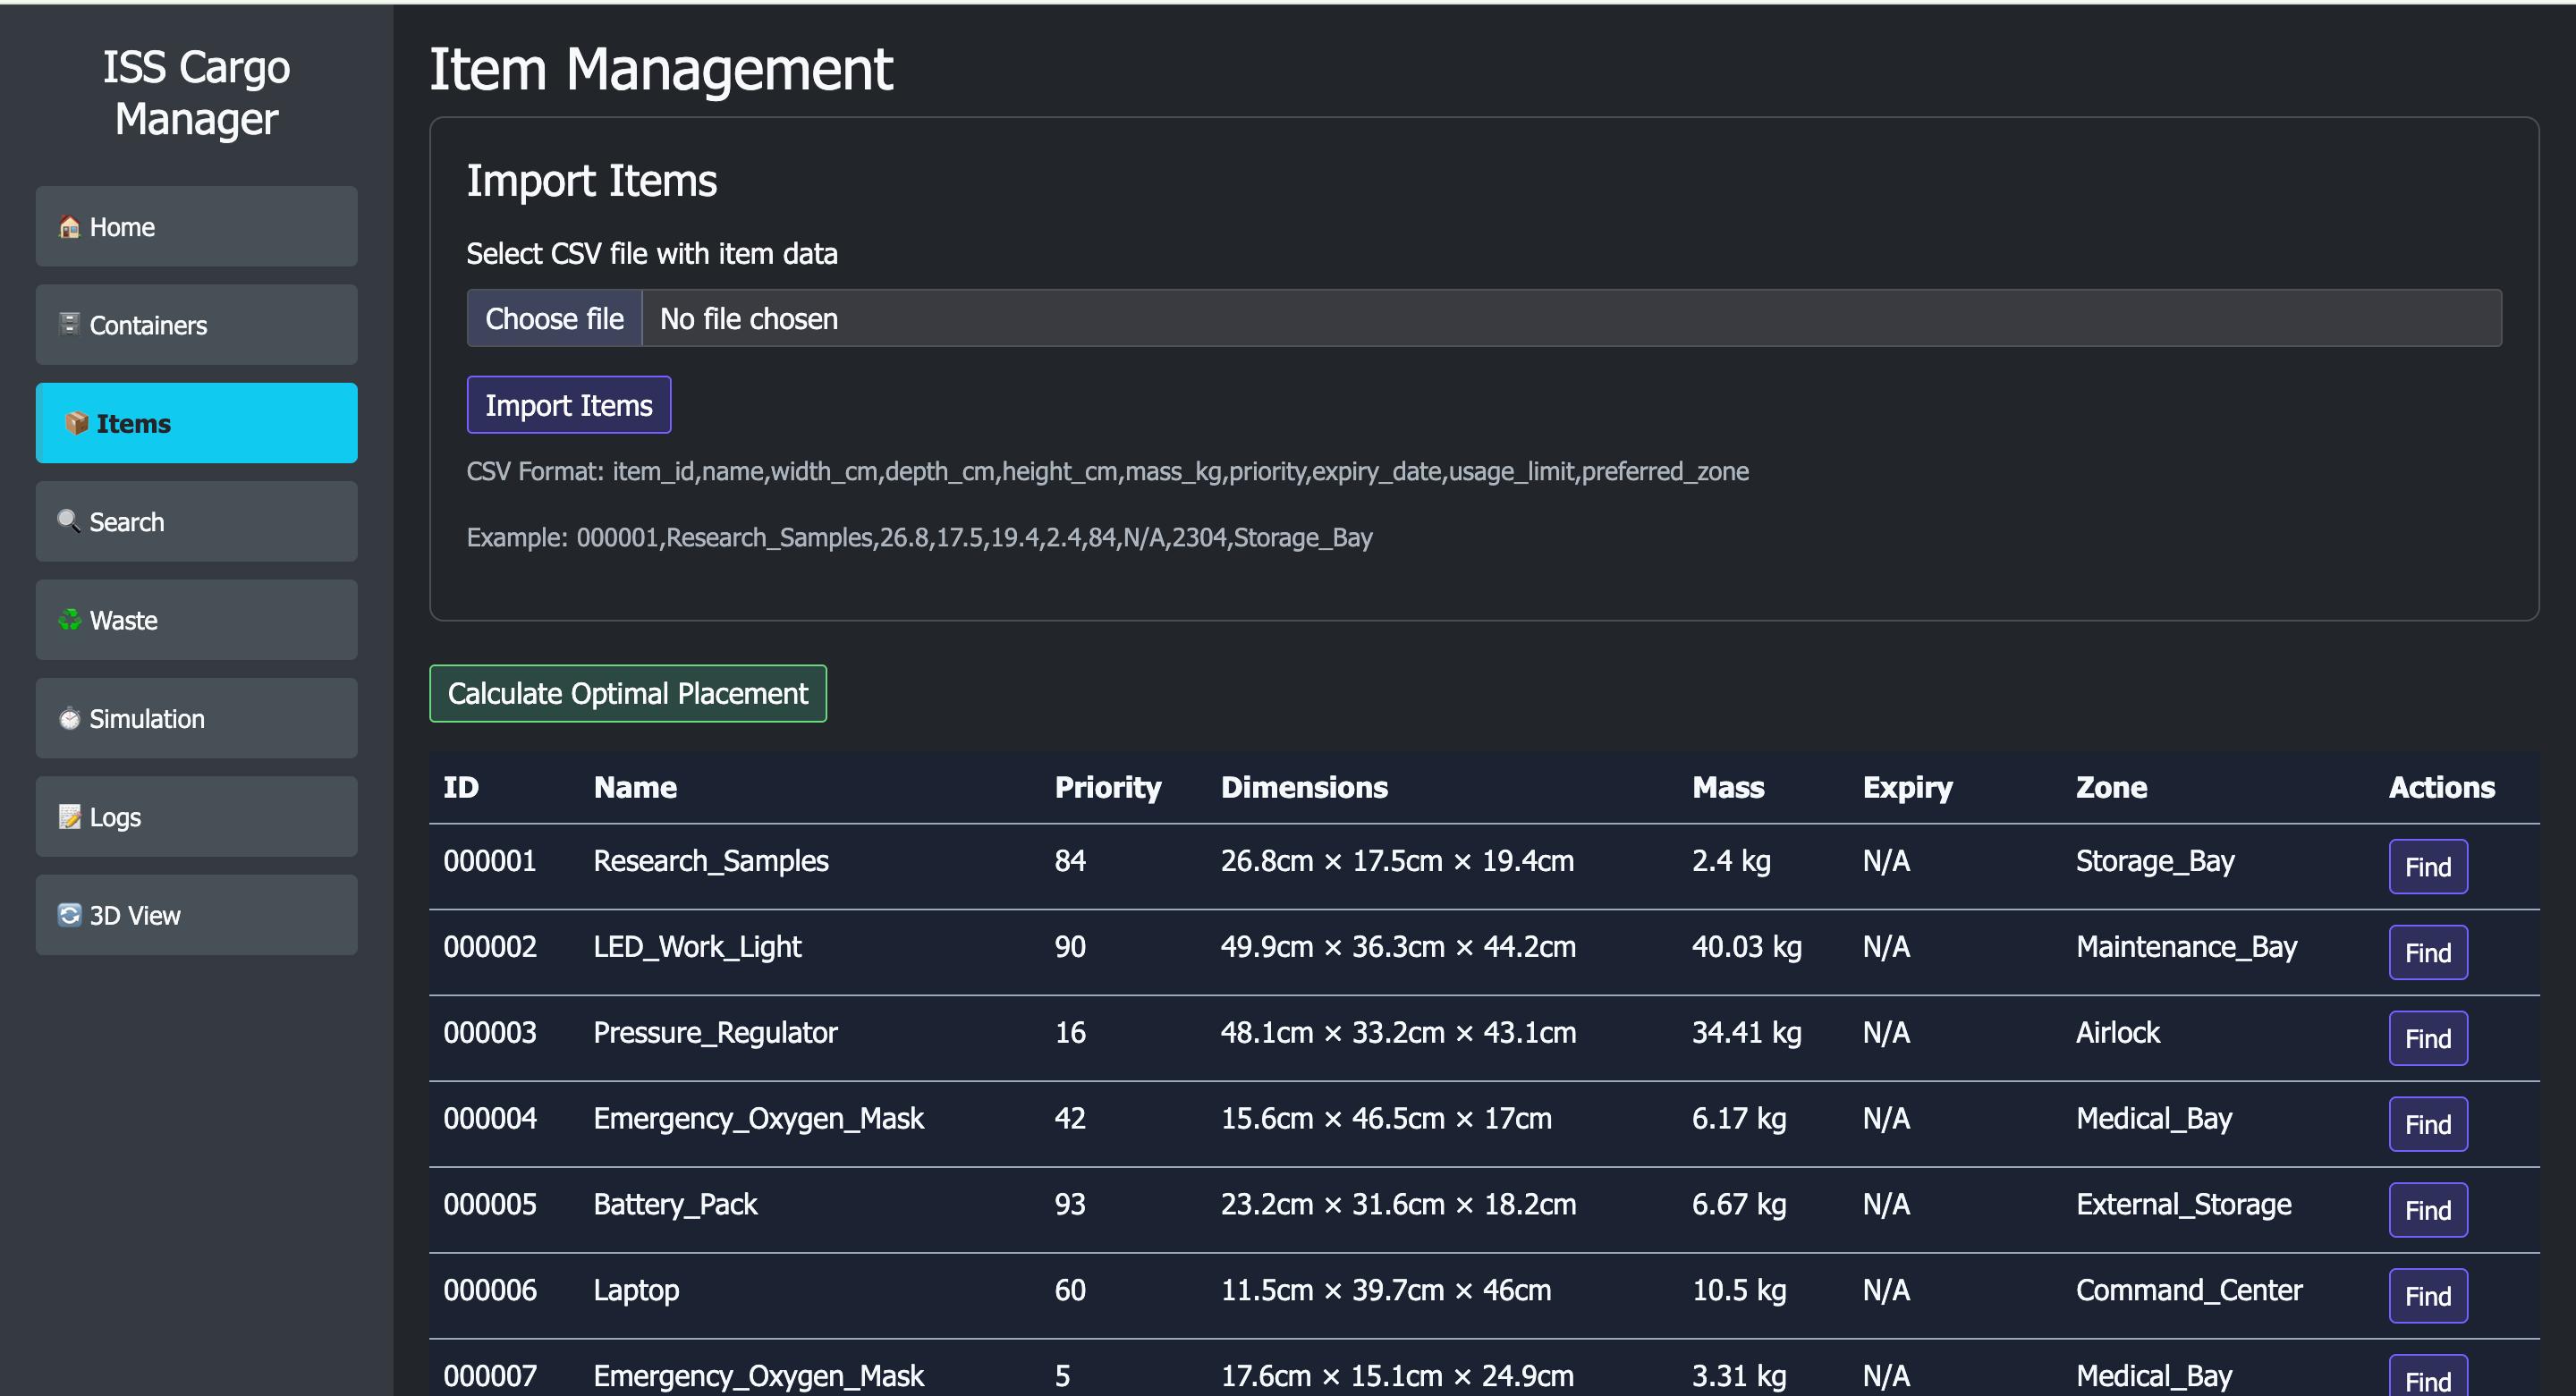 ISS Cargo
Manager
🏠 Home
🗄 Containers
📦 Items
🔍 Search
♻️ Waste
⏱️ Simulation
📝 Logs
🔄 3D View
Item Management
Import Items
Select CSV file with item data
Choose file No file chosen
Import Items
CSV Format: item_id,name,width_cm,depth_cm,height_cm,mass_kg,priority,expiry_date,usage_limit,preferred_zone
Example: 000001,Research_Samples,26.8,17.5,19.4,2.4,84,N/A,2304,Storage_Bay
Calculate Optimal Placement
ID Name Priority Dimensions Mass Expiry Zone Actions
000001 Research_Samples 84 26.8cm × 17.5cm × 19.4cm 2.4 kg N/A Storage_Bay Find
000002 LED_Work_Light 90 49.9cm × 36.3cm × 44.2cm 40.03 kg N/A Maintenance_Bay Find
000003 Pressure_Regulator 16 48.1cm × 33.2cm × 43.1cm 34.41 kg N/A Airlock Find
000004 Emergency_Oxygen_Mask 42 15.6cm × 46.5cm × 17cm 6.17 kg N/A Medical_Bay Find
000005 Battery_Pack 93 23.2cm × 31.6cm × 18.2cm 6.67 kg N/A External_Storage Find
000006 Laptop 60 11.5cm × 39.7cm × 46cm 10.5 kg N/A Command_Center Find
000007 Emergency_Oxygen_Mask 5 17.6cm × 15.1cm × 24.9cm 3.31 kg N/A Medical_Bay Find